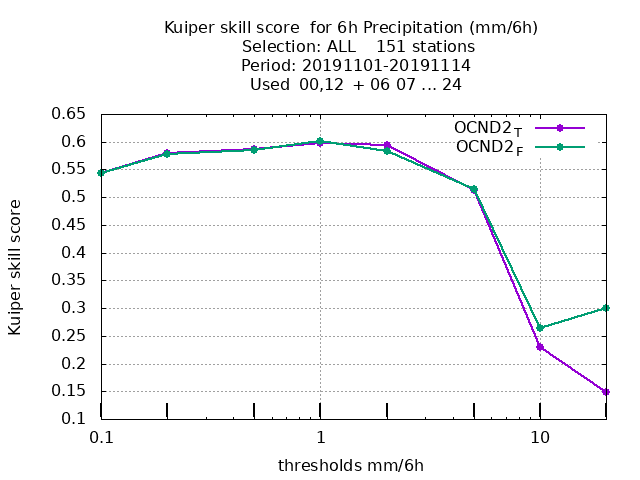 Kuiper skill score  for 6h Precipitation (mm/6h)
Selection: ALL    151 stations
Period: 20191101-20191114
Used  00,12  + 06 07 ... 24
OCND2T
OCND2F
0.65
0.6
0.55
0.5
0.45
0.4
0.35
0.3
0.25
0.2
0.15
0.1
Kuiper skill score
0.1
1
10
thresholds mm/6h